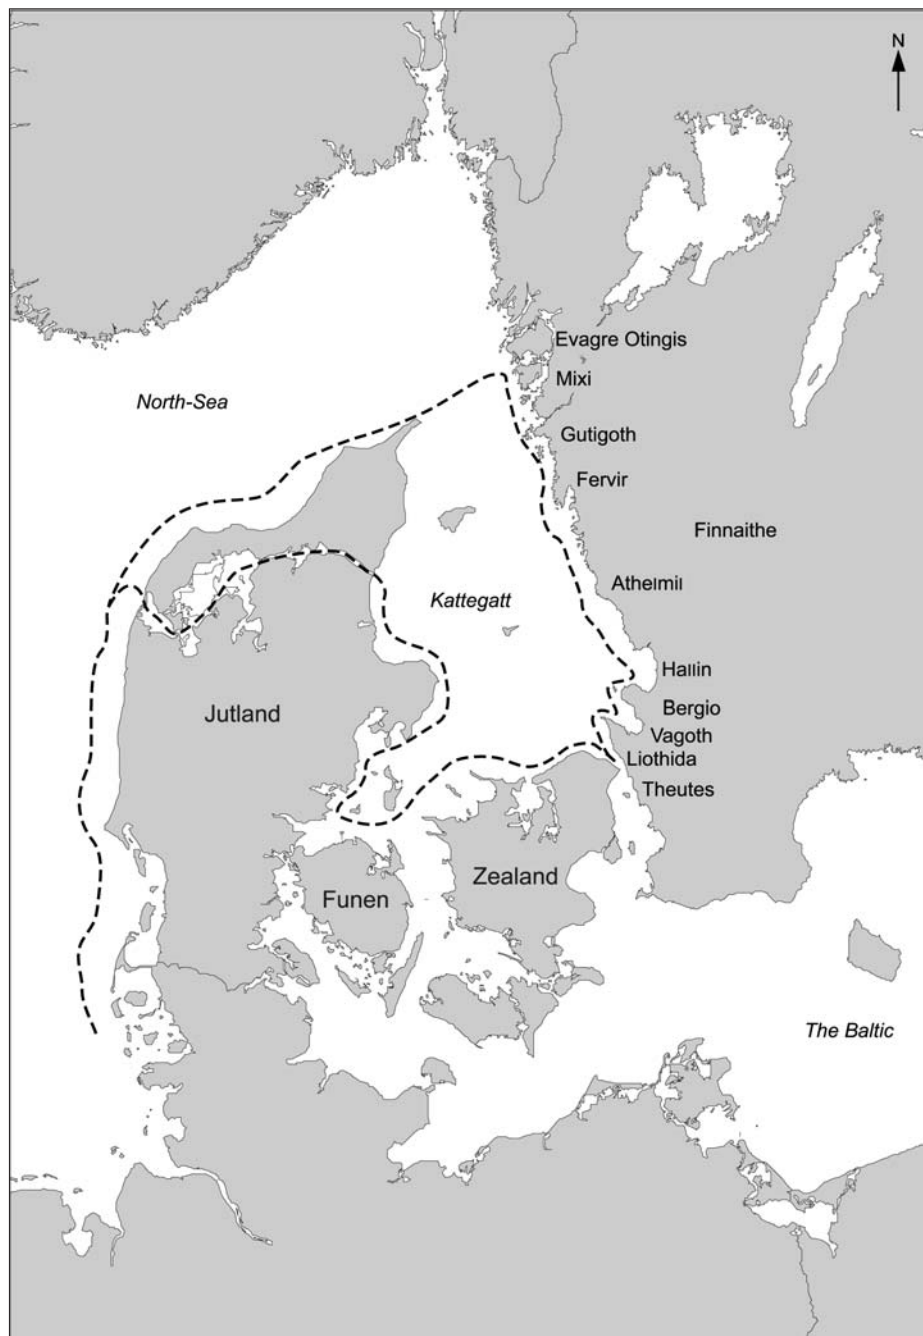 N
Evagre Otingis
Mixi
North-Sea
Gutigoth
Fervir
Finnaithe
Athelmil
Kattegatt
Hallin
Bergio
Jutland
Vagoth
Liothida
Theutes
Zealand
Funen
The Baltic